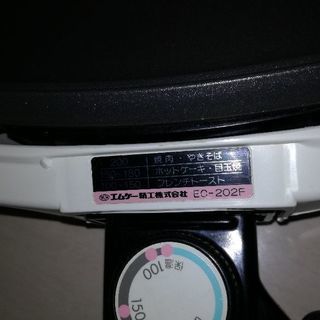 200 焼肉・やきそば
180 ホットケーキ・目玉焼
フレンチトースト
エムケー精工株式会社 EC-202F
保温
100
150